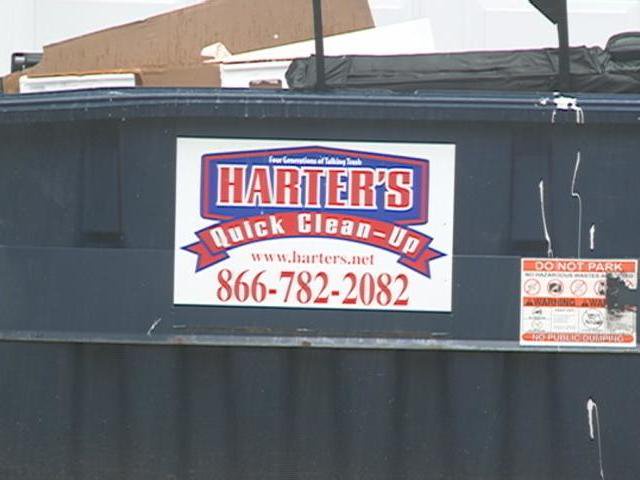 Four Generations of Talking Trash
HARTER'S
Quick Clean-Up
www.harters.net
866-782-2082
DO NOT PARK
NO HAZARDOUS WASTES
WARNING
NO PUBLIC DUMPING